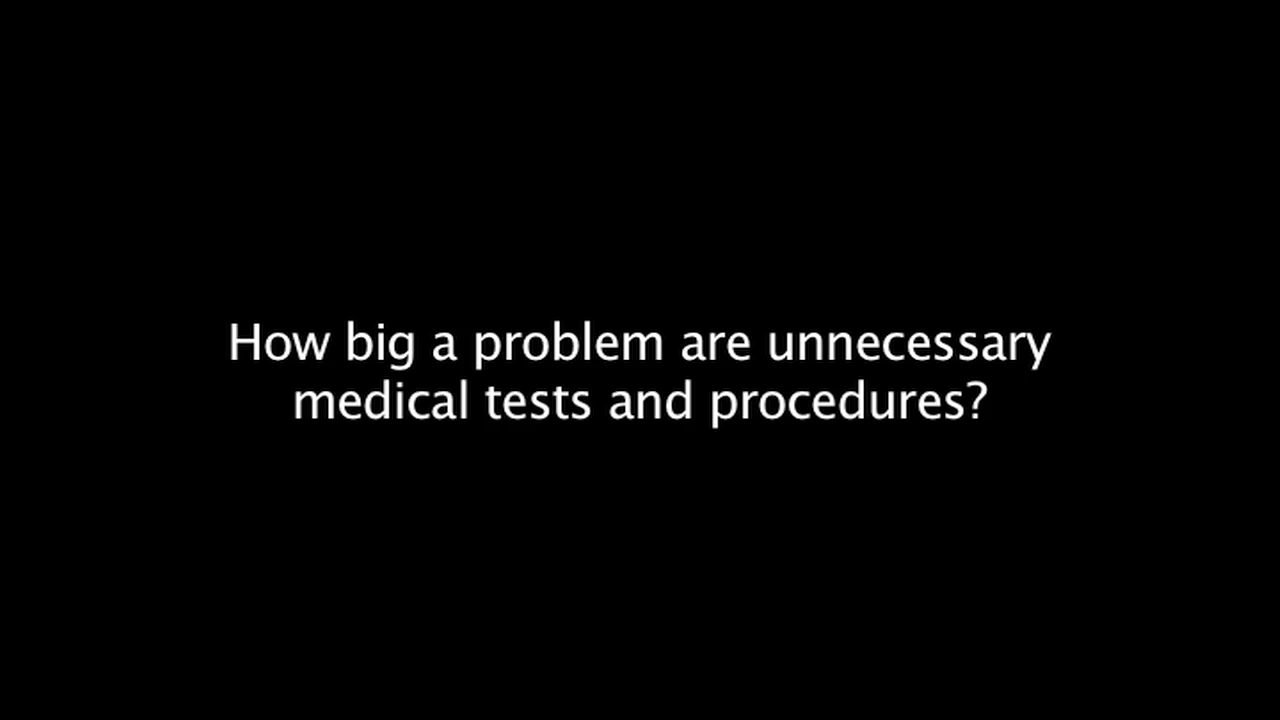 How big a problem are unnecessary
medical tests and procedures?